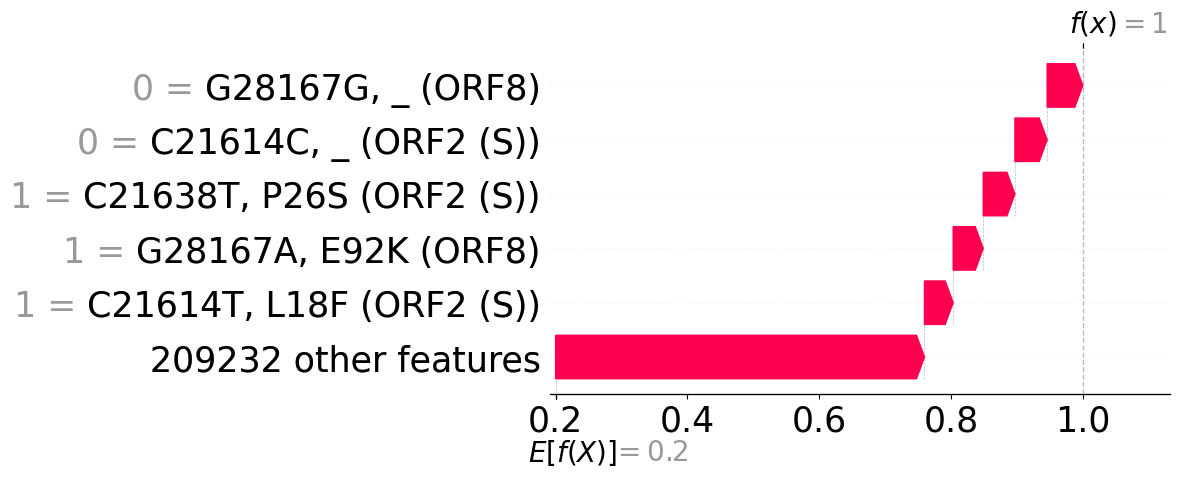 f(x) = 1
0 = G28167G, _ (ORF8)
0 = C21614C, _ (ORF2 (S))
1 = C21638T, P26S (ORF2 (S))
1 = G28167A, E92K (ORF8)
1 = C21614T, L18F (ORF2 (S))
209232 other features
0.2 0.4 0.6 0.8 1.0
E[f(X)] = 0.2